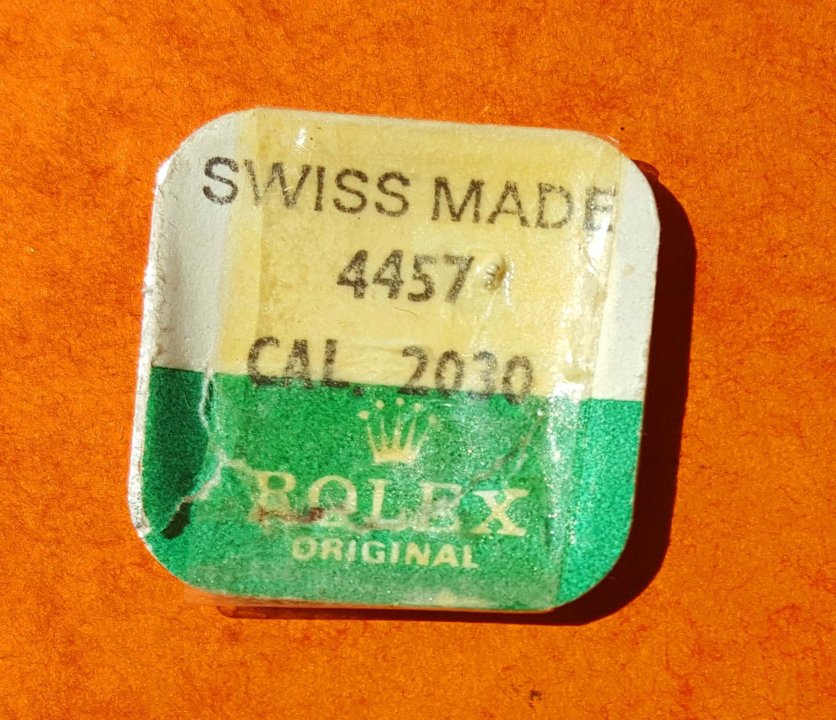 SWISS MADE
4457
CAL. 2030
ROLEX
ORIGINAL